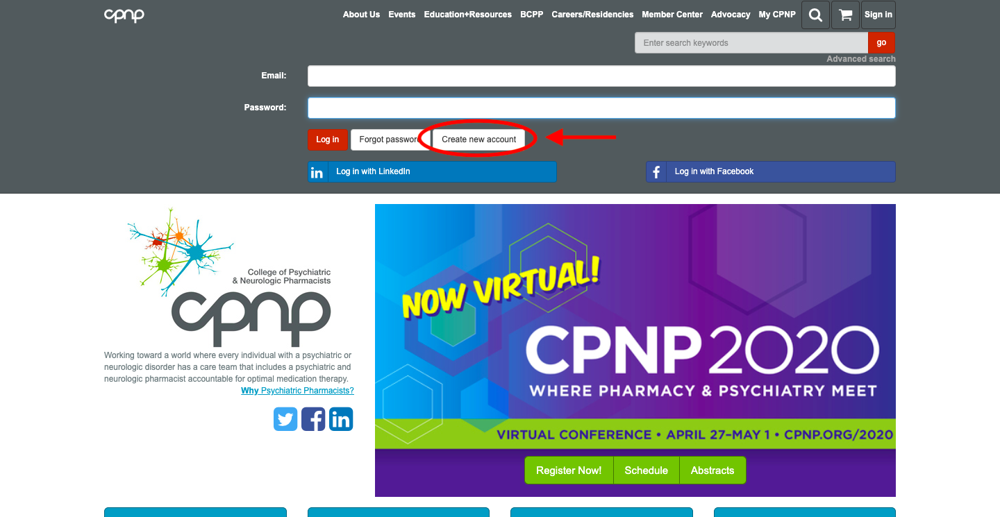 cpnp
About Us Events Education+Resources BCPP Careers/Residencies Member Center Advocacy My CPNP Sign in
Enter search keywords go
Advanced search
Email:
Password:
Log in Forgot password Create new account
in Log in with LinkedIn f Log in with Facebook
College of Psychiatric
& Neurologic Pharmacists
cpnp
Working toward a world where every individual with a psychiatric or
neurologic disorder has a care team that includes a psychiatric and
neurologic pharmacist accountable for optimal medication therapy.
Why Psychiatric Pharmacists?
f in
NOW VIRTUAL!
CPNP2020
WHERE PHARMACY & PSYCHIATRY MEET
VIRTUAL CONFERENCE • APRIL 27–MAY 1 • CPNP.ORG/2020
Register Now! Schedule Abstracts